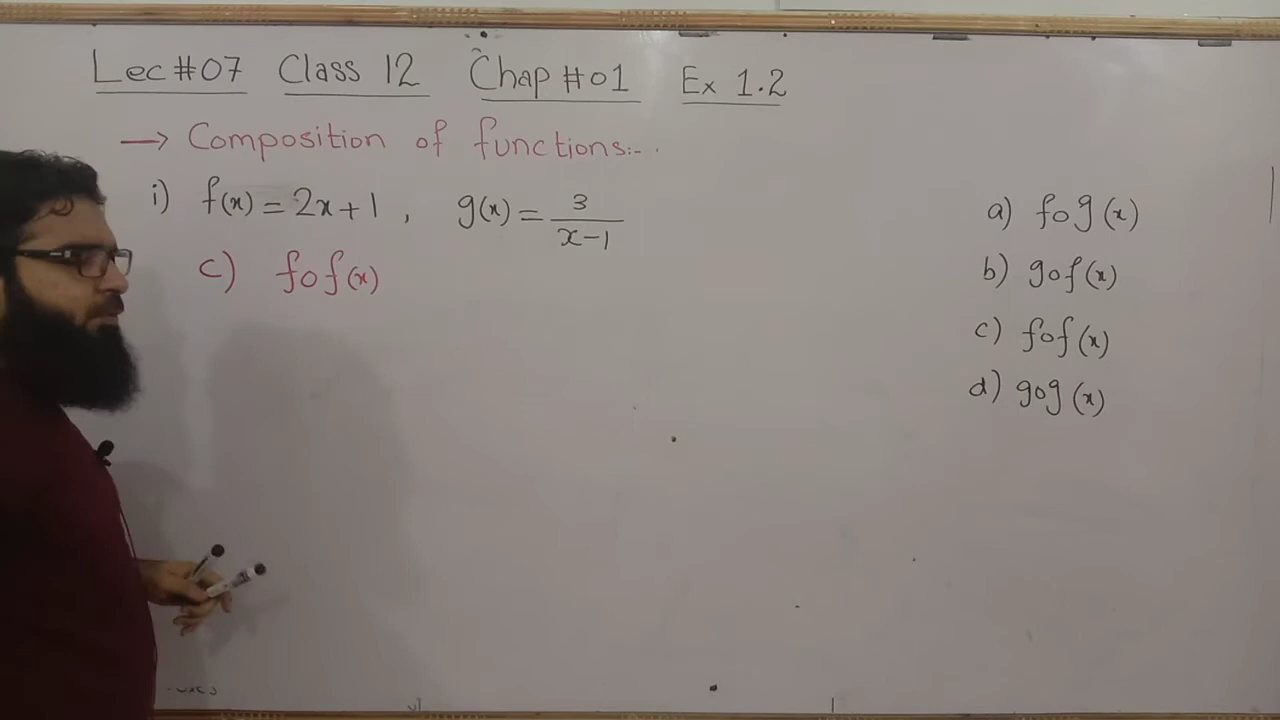 Lec #07 Class 12 Chap #01 Ex 1.2
→ Composition of functions:-
i) f(x) = 2x+1 , g(x) = 3/(x-1)
c) fof(x)
a) fog(x)
b) gof(x)
c) fof(x)
d) gog(x)